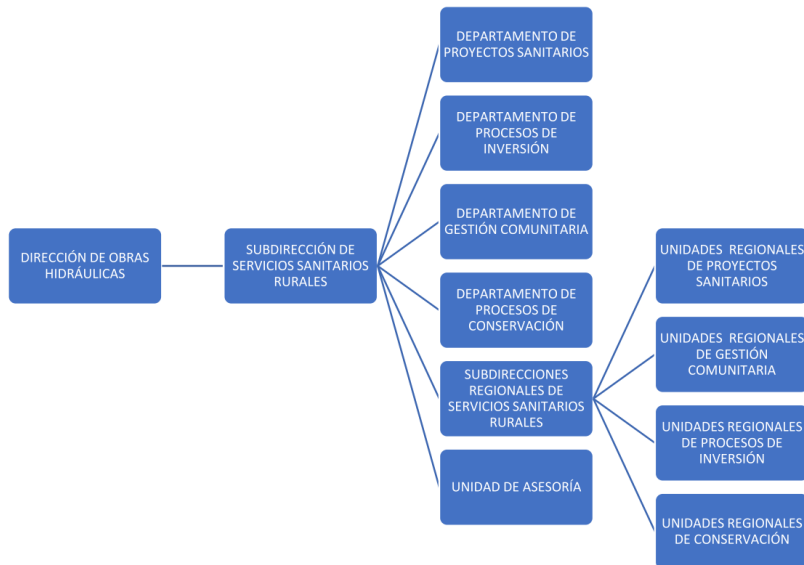 DIRECCIÓN DE OBRAS
HIDRÁULICAS
SUBDIRECCIÓN DE
SERVICIOS SANITARIOS
RURALES
DEPARTAMENTO DE
PROYECTOS SANITARIOS
DEPARTAMENTO DE
PROCESOS DE
INVERSIÓN
DEPARTAMENTO DE
GESTIÓN COMUNITARIA
DEPARTAMENTO DE
PROCESOS DE
CONSERVACIÓN
SUBDIRECCIONES
REGIONALES DE
SERVICIOS SANITARIOS
RURALES
UNIDAD DE ASESORÍA
UNIDADES  REGIONALES
DE PROYECTOS
SANITARIOS
UNIDADES  REGIONALES
DE GESTIÓN
COMUNITARIA
UNIDADES REGIONALES
DE PROCESOS DE
INVERSIÓN
UNIDADES REGIONALES
DE CONSERVACIÓN